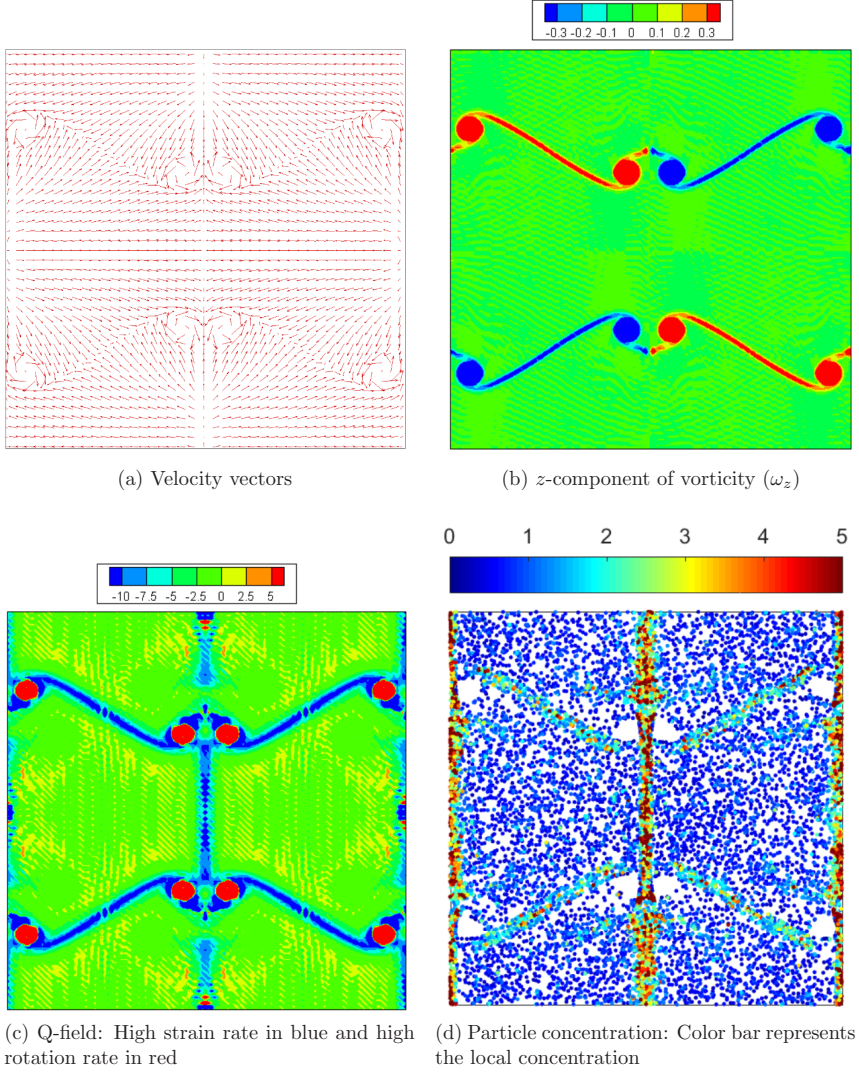 -0.3 -0.2 -0.1 0 0.1 0.2 0.3
(a) Velocity vectors
(b) z-component of vorticity (ωz)
0 1 2 3 4 5
-10 -7.5 -5 -2.5 0 2.5 5
(c) Q-field: High strain rate in blue and high
rotation rate in red
(d) Particle concentration: Color bar represents
the local concentration